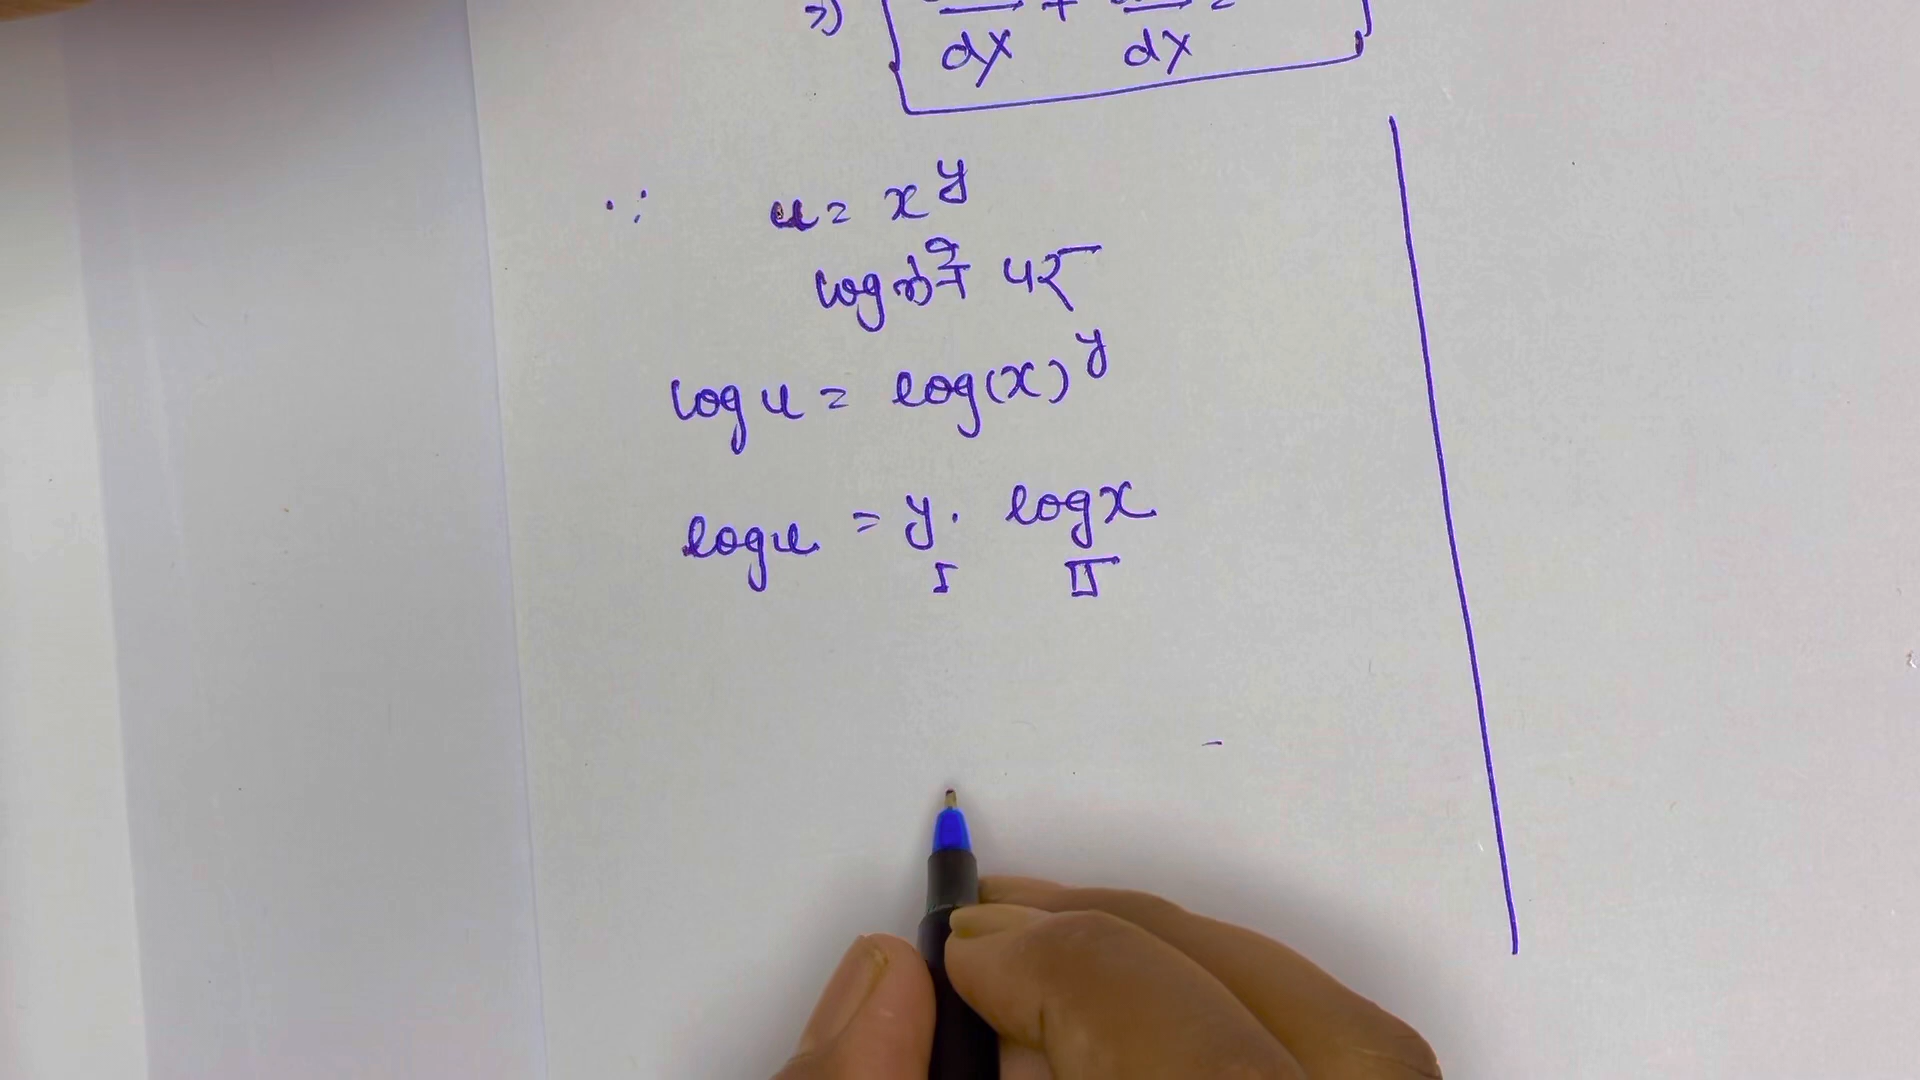 ⇒) dx + dx =
∵ u = x^y
log लेने पर
log u = log(x)^y
log u = y. log x
I II